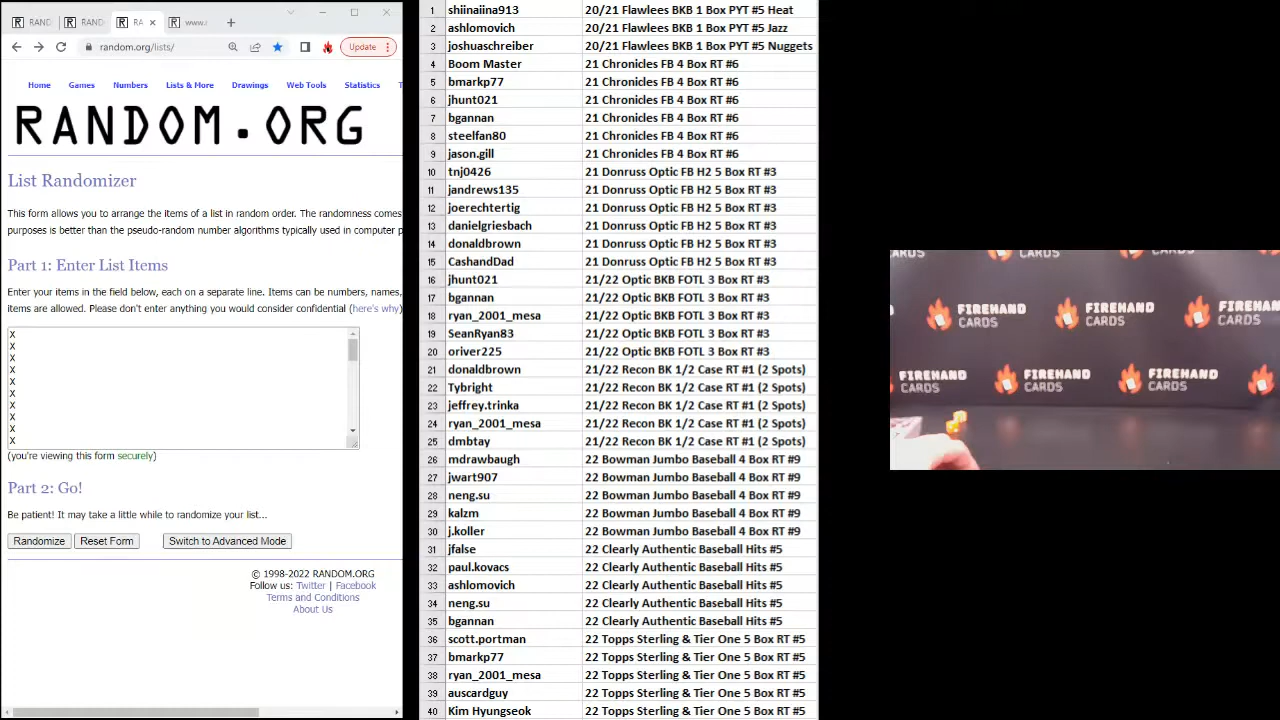 RAND
RAND
RA
www.r
random.org/lists/
Update
Home Games Numbers Lists & More Drawings Web Tools Statistics T
RANDOM.ORG
List Randomizer
This form allows you to arrange the items of a list in random order. The randomness comes
purposes is better than the pseudo-random number algorithms typically used in computer p
Part 1: Enter List Items
Enter your items in the field below, each on a separate line. Items can be numbers, names,
items are allowed. Please don't enter anything you would consider confidential (here's why)
X
X
X
X
X
X
X
X
X
X
(you're viewing this form securely)
Part 2: Go!
Be patient! It may take a little while to randomize your list...
Randomize Reset Form Switch to Advanced Mode
© 1998-2022 RANDOM.ORG
Follow us: Twitter | Facebook
Terms and Conditions
About Us
1 shiinaiina913 20/21 Flawlees BKB 1 Box PYT #5 Heat
2 ashlomovich 20/21 Flawlees BKB 1 Box PYT #5 Jazz
3 joshuaschreiber 20/21 Flawlees BKB 1 Box PYT #5 Nuggets
4 Boom Master 21 Chronicles FB 4 Box RT #6
5 bmarkp77 21 Chronicles FB 4 Box RT #6
6 jhunt021 21 Chronicles FB 4 Box RT #6
7 bgannan 21 Chronicles FB 4 Box RT #6
8 steelfan80 21 Chronicles FB 4 Box RT #6
9 jason.gill 21 Chronicles FB 4 Box RT #6
10 tnj0426 21 Donruss Optic FB H2 5 Box RT #3
11 jandrews135 21 Donruss Optic FB H2 5 Box RT #3
12 joerechtertig 21 Donruss Optic FB H2 5 Box RT #3
13 danielgriesbach 21 Donruss Optic FB H2 5 Box RT #3
14 donaldbrown 21 Donruss Optic FB H2 5 Box RT #3
15 CashandDad 21 Donruss Optic FB H2 5 Box RT #3
16 jhunt021 21/22 Optic BKB FOTL 3 Box RT #3
17 bgannan 21/22 Optic BKB FOTL 3 Box RT #3
18 ryan_2001_mesa 21/22 Optic BKB FOTL 3 Box RT #3
19 SeanRyan83 21/22 Optic BKB FOTL 3 Box RT #3
20 oriver225 21/22 Optic BKB FOTL 3 Box RT #3
21 donaldbrown 21/22 Recon BK 1/2 Case RT #1 (2 Spots)
22 Tybright 21/22 Recon BK 1/2 Case RT #1 (2 Spots)
23 jeffrey.trinka 21/22 Recon BK 1/2 Case RT #1 (2 Spots)
24 ryan_2001_mesa 21/22 Recon BK 1/2 Case RT #1 (2 Spots)
25 dmbtay 21/22 Recon BK 1/2 Case RT #1 (2 Spots)
26 mdrawbaugh 22 Bowman Jumbo Baseball 4 Box RT #9
27 jwart907 22 Bowman Jumbo Baseball 4 Box RT #9
28 neng.su 22 Bowman Jumbo Baseball 4 Box RT #9
29 kalzm 22 Bowman Jumbo Baseball 4 Box RT #9
30 j.koller 22 Bowman Jumbo Baseball 4 Box RT #9
31 jfalse 22 Clearly Authentic Baseball Hits #5
32 paul.kovacs 22 Clearly Authentic Baseball Hits #5
33 ashlomovich 22 Clearly Authentic Baseball Hits #5
34 neng.su 22 Clearly Authentic Baseball Hits #5
35 bgannan 22 Clearly Authentic Baseball Hits #5
36 scott.portman 22 Topps Sterling & Tier One 5 Box RT #5
37 bmarkp77 22 Topps Sterling & Tier One 5 Box RT #5
38 ryan_2001_mesa 22 Topps Sterling & Tier One 5 Box RT #5
39 auscardguy 22 Topps Sterling & Tier One 5 Box RT #5
40 Kim Hyungseok 22 Topps Sterling & Tier One 5 Box RT #5
CARDS
CARDS
CARDS
FIREHAND CARDS
FIREHAND CARDS
FIREHAND CARDS
FIREHAND CARDS
FIREHAND CARDS
FIREHAND CARDS